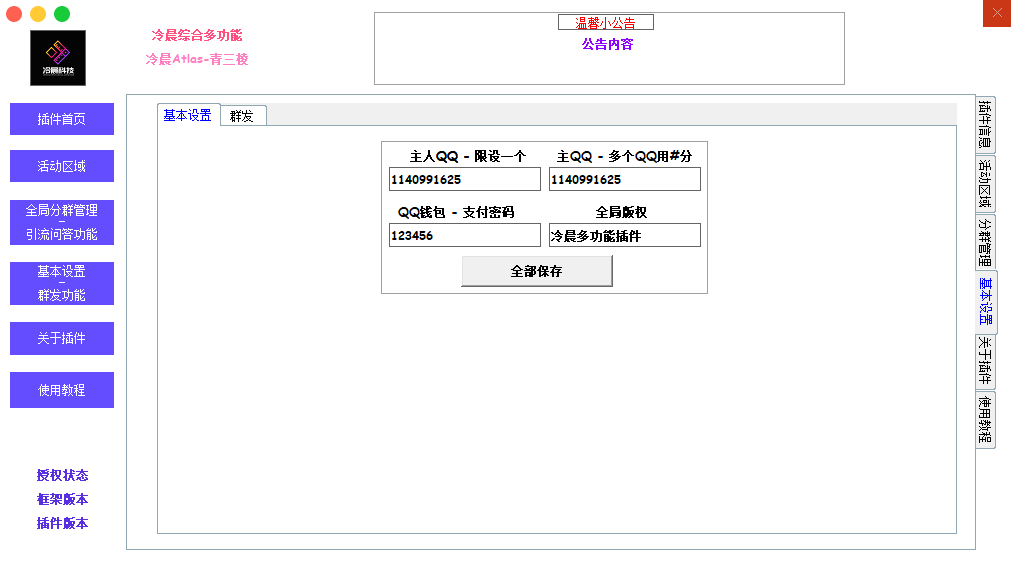 温馨小公告
公告内容
冷晨综合多功能
冷晨Atlas-青三棱
冷晨科技
插件首页
活动区域
全局分群管理
-
引流问答功能
基本设置
-
群发功能
关于插件
使用教程
授权状态
框架版本
插件版本
基本设置 群发
主人QQ - 限设一个 主QQ - 多个QQ用#分
1140991625 1140991625
QQ钱包 - 支付密码 全局版权
123456 冷晨多功能插件
全部保存
插件信息
活动区域
分群管理
基本设置
关于插件
使用教程